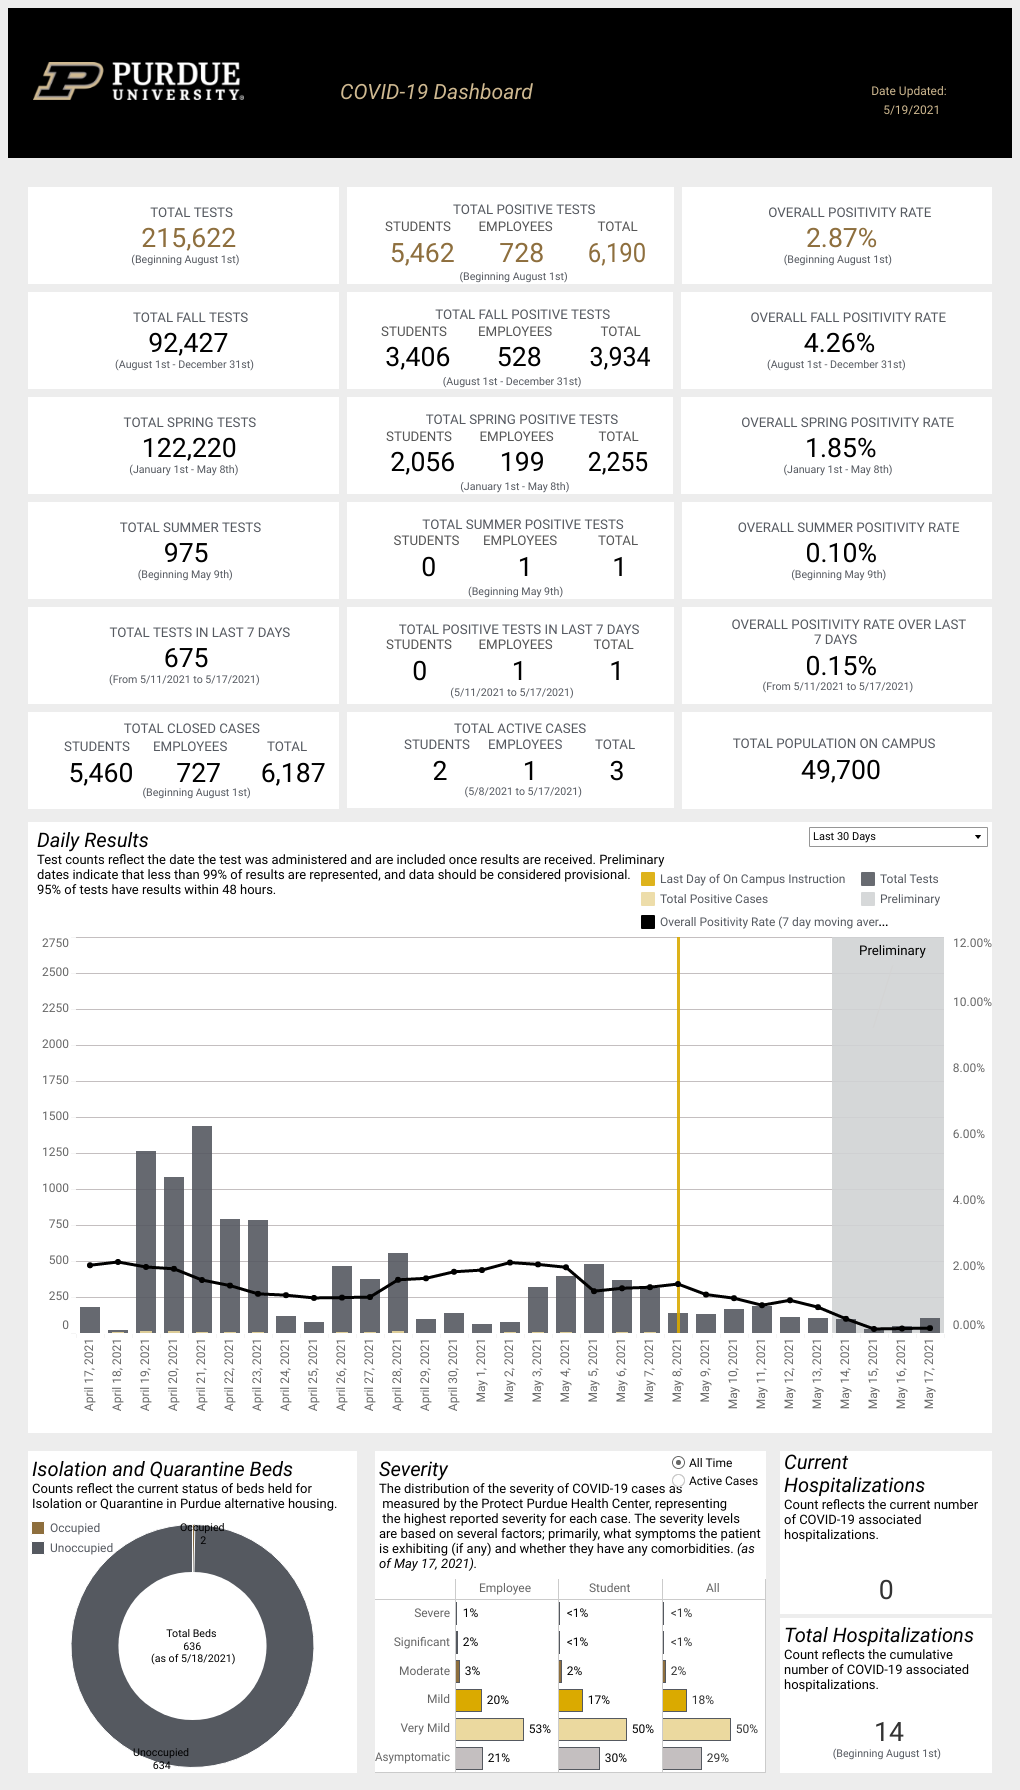 PURDUE
UNIVERSITY®
COVID-19 Dashboard
Date Updated:
5/19/2021
TOTAL TESTS
215,622
(Beginning August 1st)
TOTAL POSITIVE TESTS
STUDENTS EMPLOYEES TOTAL
5,462 728 6,190
(Beginning August 1st)
OVERALL POSITIVITY RATE
2.87%
(Beginning August 1st)
TOTAL FALL TESTS
92,427
(August 1st - December 31st)
TOTAL FALL POSITIVE TESTS
STUDENTS EMPLOYEES TOTAL
3,406 528 3,934
(August 1st - December 31st)
OVERALL FALL POSITIVITY RATE
4.26%
(August 1st - December 31st)
TOTAL SPRING TESTS
122,220
(January 1st - May 8th)
TOTAL SPRING POSITIVE TESTS
STUDENTS EMPLOYEES TOTAL
2,056 199 2,255
(January 1st - May 8th)
OVERALL SPRING POSITIVITY RATE
1.85%
(January 1st - May 8th)
TOTAL SUMMER TESTS
975
(Beginning May 9th)
TOTAL SUMMER POSITIVE TESTS
STUDENTS EMPLOYEES TOTAL
0 1 1
(Beginning May 9th)
OVERALL SUMMER POSITIVITY RATE
0.10%
(Beginning May 9th)
TOTAL TESTS IN LAST 7 DAYS
675
(From 5/11/2021 to 5/17/2021)
TOTAL POSITIVE TESTS IN LAST 7 DAYS
STUDENTS EMPLOYEES TOTAL
0 1 1
(5/11/2021 to 5/17/2021)
OVERALL POSITIVITY RATE OVER LAST
7 DAYS
0.15%
(From 5/11/2021 to 5/17/2021)
TOTAL CLOSED CASES
STUDENTS EMPLOYEES TOTAL
5,460 727 6,187
(Beginning August 1st)
TOTAL ACTIVE CASES
STUDENTS EMPLOYEES TOTAL
2 1 3
(5/8/2021 to 5/17/2021)
TOTAL POPULATION ON CAMPUS
49,700
Daily Results
Last 30 Days
Test counts reflect the date the test was administered and are included once results are received. Preliminary
dates indicate that less than 99% of results are represented, and data should be considered provisional.
95% of tests have results within 48 hours.
Last Day of On Campus Instruction
Total Tests
Total Positive Cases
Preliminary
Overall Positivity Rate (7 day moving aver...
Preliminary
2750
2500
2250
2000
1750
1500
1250
1000
750
500
250
0
12.00%
10.00%
8.00%
6.00%
4.00%
2.00%
0.00%
April 17, 2021
April 18, 2021
April 19, 2021
April 20, 2021
April 21, 2021
April 22, 2021
April 23, 2021
April 24, 2021
April 25, 2021
April 26, 2021
April 27, 2021
April 28, 2021
April 29, 2021
April 30, 2021
May 1, 2021
May 2, 2021
May 3, 2021
May 4, 2021
May 5, 2021
May 6, 2021
May 7, 2021
May 8, 2021
May 9, 2021
May 10, 2021
May 11, 2021
May 12, 2021
May 13, 2021
May 14, 2021
May 15, 2021
May 16, 2021
May 17, 2021
Isolation and Quarantine Beds
Counts reflect the current status of beds held for
Isolation or Quarantine in Purdue alternative housing.
Occupied
Unoccupied
Occupied
2
Total Beds
636
(as of 5/18/2021)
Unoccupied
634
Severity
All Time
Active Cases
The distribution of the severity of COVID-19 cases as
measured by the Protect Purdue Health Center, representing
the highest reported severity for each case. The severity levels
are based on several factors; primarily, what symptoms the patient
is exhibiting (if any) and whether they have any comorbidities. (as
of May 17, 2021).
Employee Student All
Severe 1% <1% <1%
Significant 2% <1% <1%
Moderate 3% 2% 2%
Mild 20% 17% 18%
Very Mild 53% 50% 50%
Asymptomatic 21% 30% 29%
Current
Hospitalizations
Count reflects the current number
of COVID-19 associated
hospitalizations.
0
Total Hospitalizations
Count reflects the cumulative
number of COVID-19 associated
hospitalizations.
14
(Beginning August 1st)